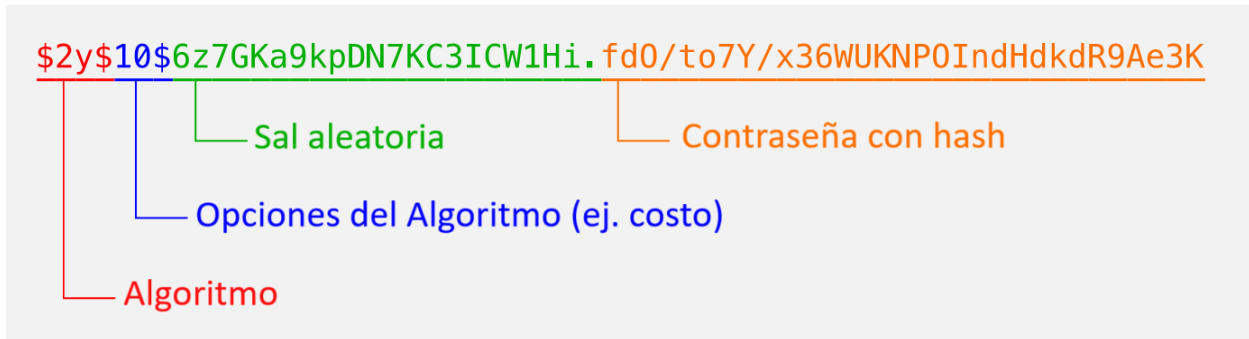 $2y$10$6z7GKa9kpDN7KC3ICW1Hi.fdO/to7Y/x36WUKNPOIndHdkdR9Ae3K
Sal aleatoria
Contraseña con hash
Opciones del Algoritmo (ej. costo)
Algoritmo